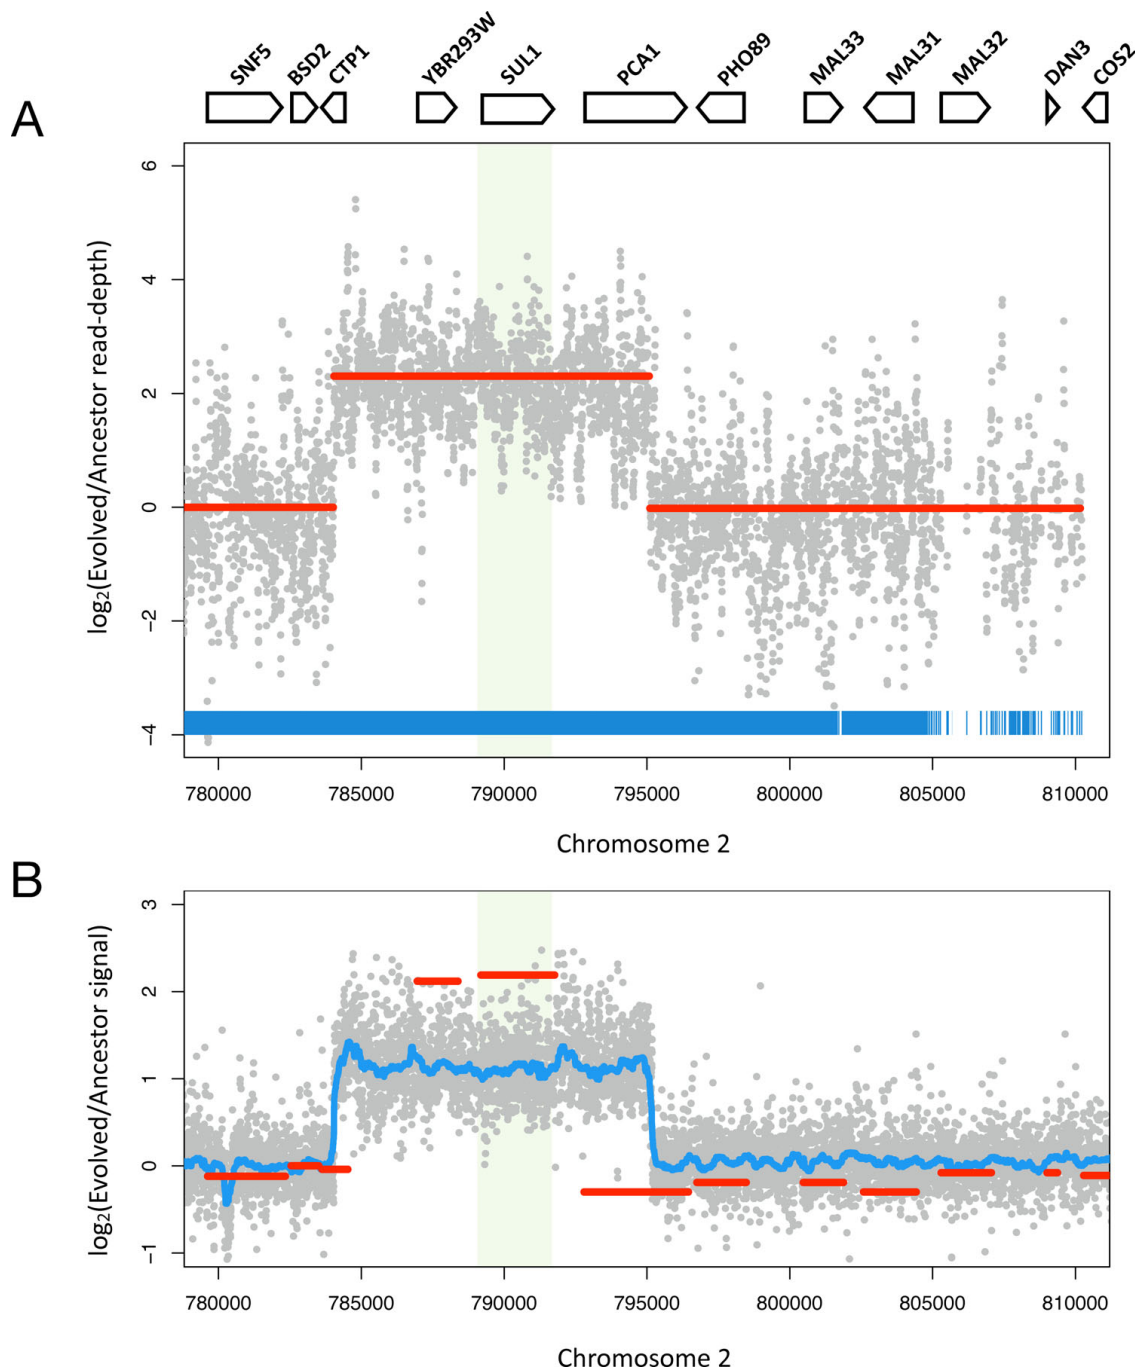 SNF5 BSD2 CTP1 YBR293W SUL1 PCA1 PHO89 MAL33 MAL31 MAL32 DAN3 COS2
A
log₂(Evolved/Ancestor read-depth)
6
4
2
0
−2
−4
780000 785000 790000 795000 800000 805000 810000
Chromosome 2
B
log₂(Evolved/Ancestor signal)
3
2
1
0
−1
780000 785000 790000 795000 800000 805000 810000
Chromosome 2